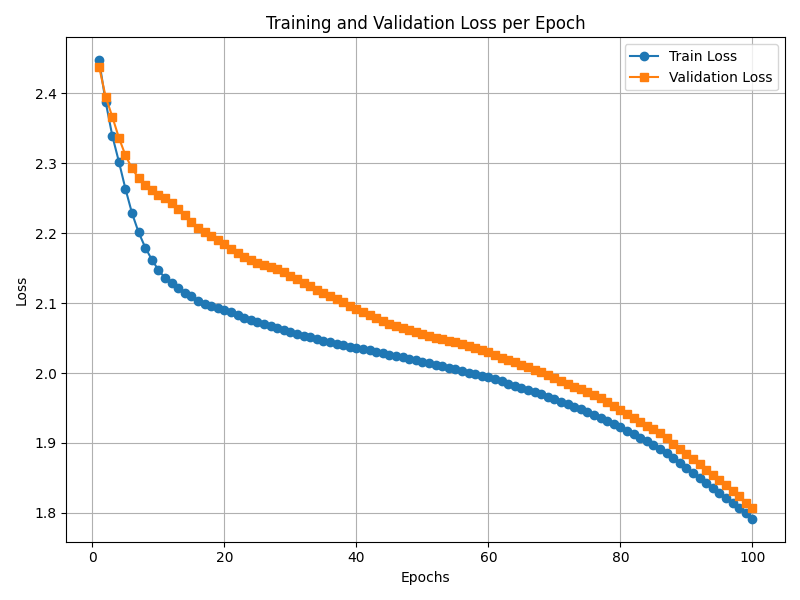 Training and Validation Loss per Epoch
Train Loss
Validation Loss
2.4
2.3
2.2
2.1
2.0
1.9
1.8
Loss
0 20 40 60 80 100
Epochs